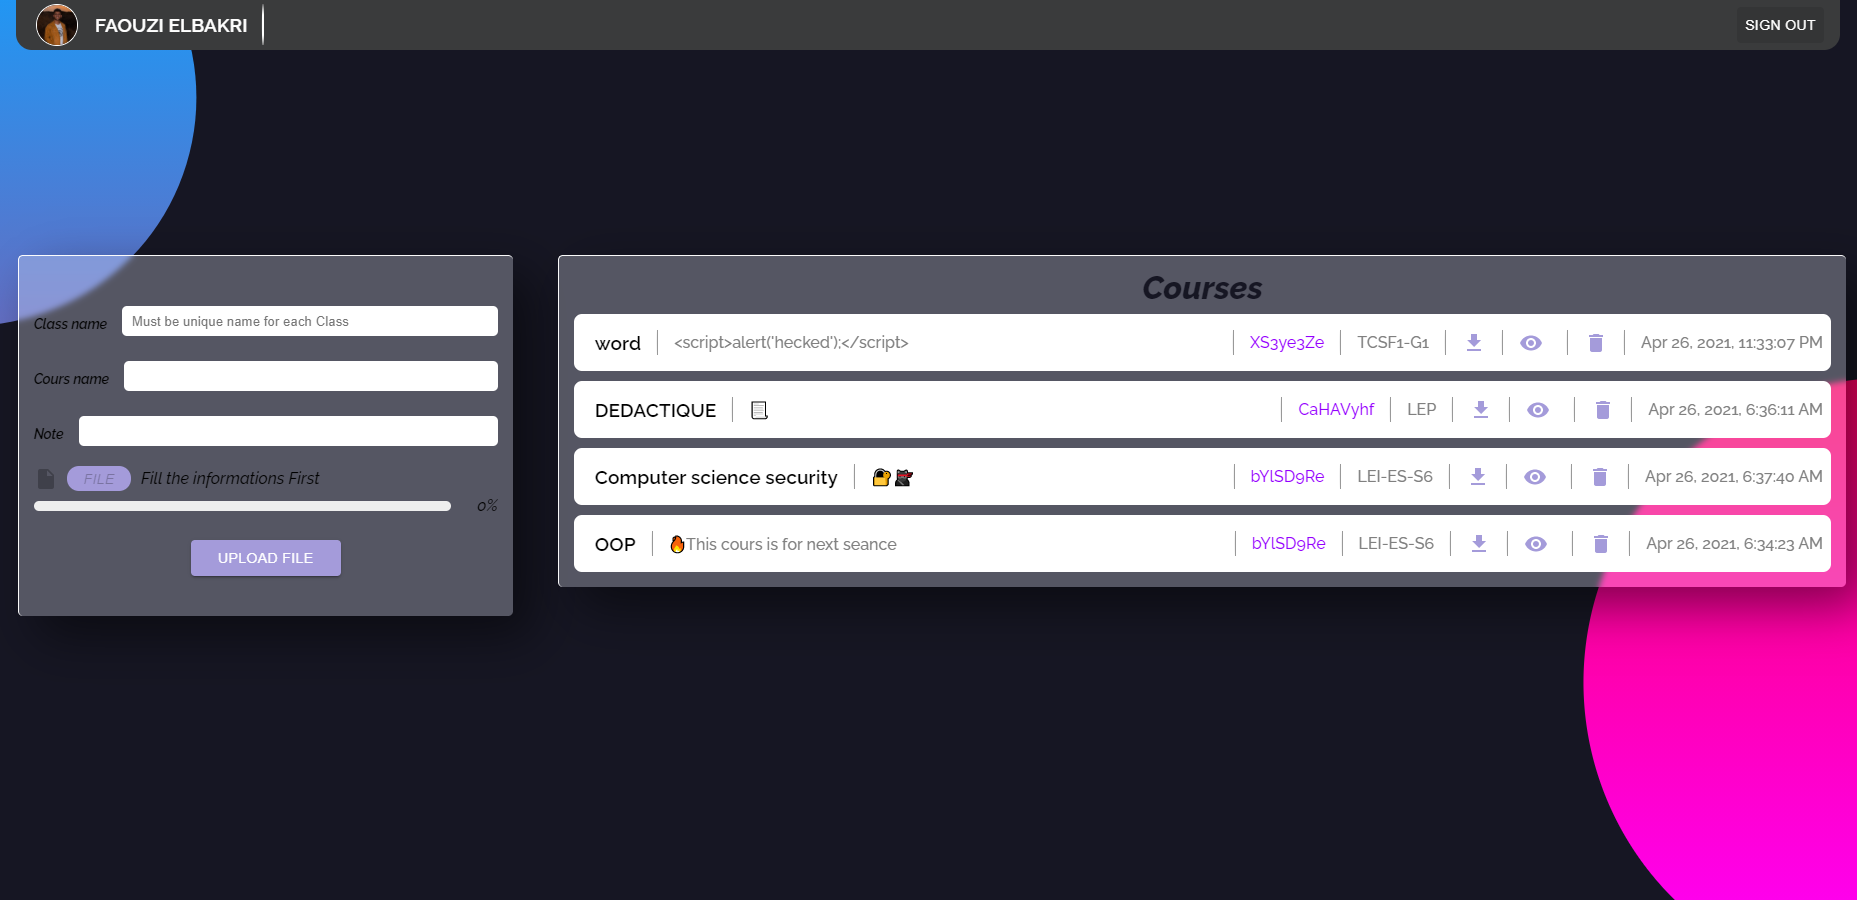 FAOUZI ELBAKRI
SIGN OUT
Class name Must be unique name for each Class
Cours name
Note
FILE Fill the informations First
0%
UPLOAD FILE
Courses
word <script>alert('hecked');</script> XS3ye3Ze TCSF1-G1 Apr 26, 2021, 11:33:07 PM
DEDACTIQUE 📃 CaHAVyhf LEP Apr 26, 2021, 6:36:11 AM
Computer science security 🔐🐱‍👤 bYlSD9Re LEI-ES-S6 Apr 26, 2021, 6:37:40 AM
OOP 🔥This cours is for next seance bYlSD9Re LEI-ES-S6 Apr 26, 2021, 6:34:23 AM